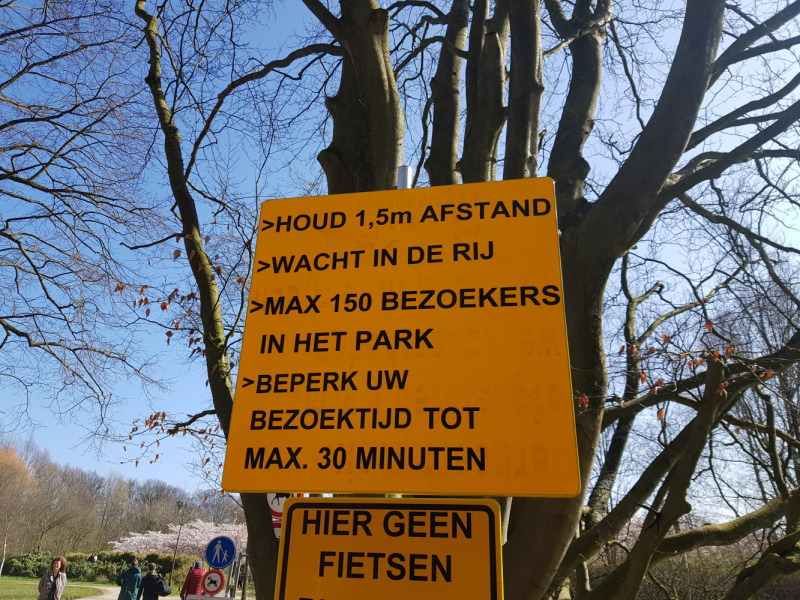 >HOUD 1,5m AFSTAND
>WACHT IN DE RIJ
>MAX 150 BEZOEKERS
IN HET PARK
>BEPERK UW
BEZOEKTIJD TOT
MAX. 30 MINUTEN
HIER GEEN
FIETSEN